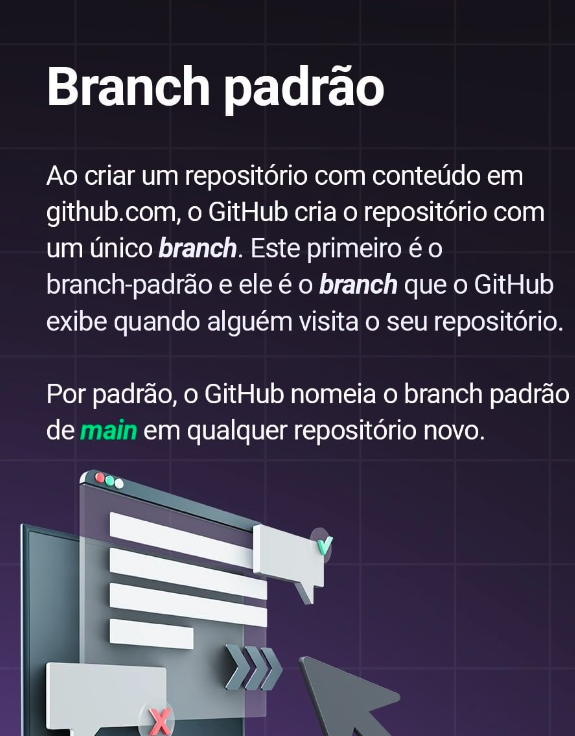 Branch padrão
Ao criar um repositório com conteúdo em
github.com, o GitHub cria o repositório com
um único branch. Este primeiro é o
branch-padrão e ele é o branch que o GitHub
exibe quando alguém visita o seu repositório.
Por padrão, o GitHub nomeia o branch padrão
de main em qualquer repositório novo.